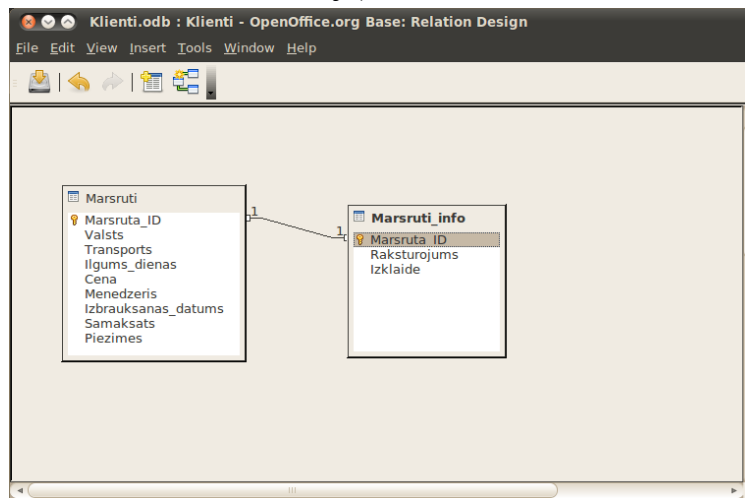 Klienti.odb : Klienti - OpenOffice.org Base: Relation Design
File Edit View Insert Tools Window Help
Marsruti
Marsruta_ID
Valsts
Transports
Ilgums_dienas
Cena
Menedzeris
Izbrauksanas_datums
Samaksats
Piezimes
1
1
Marsruti_info
Marsruta_ID
Raksturojums
Izklaide